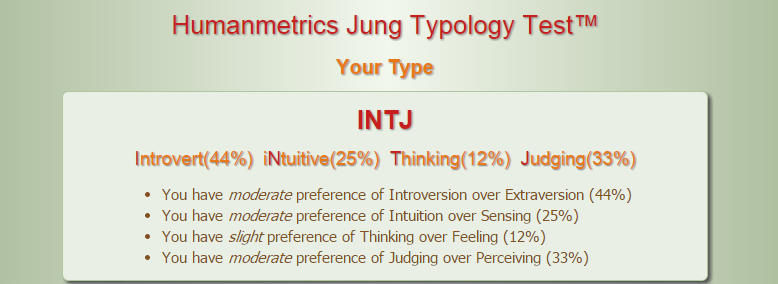 Humanmetrics Jung Typology Test™
Your Type
INTJ
Introvert(44%) iNtuitive(25%) Thinking(12%) Judging(33%)
• You have moderate preference of Introversion over Extraversion (44%)
• You have moderate preference of Intuition over Sensing (25%)
• You have slight preference of Thinking over Feeling (12%)
• You have moderate preference of Judging over Perceiving (33%)